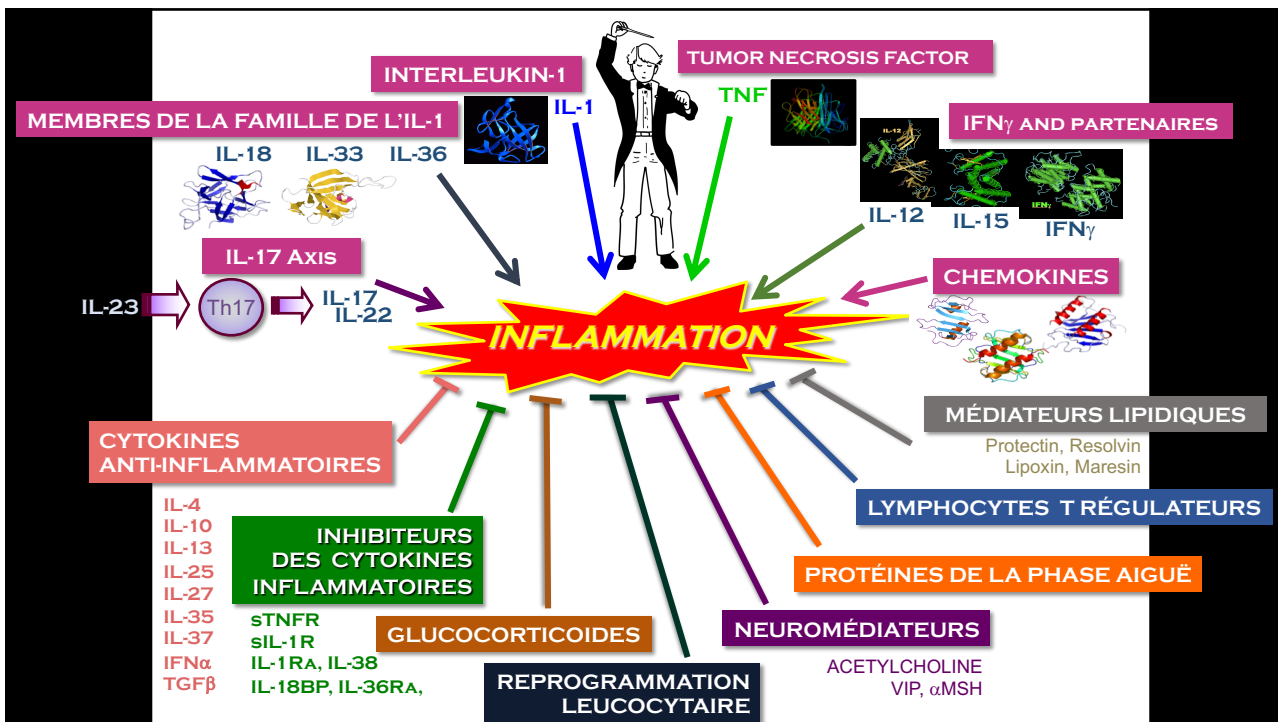 INTERLEUKIN-1
IL-1
TUMOR NECROSIS FACTOR
TNF
MEMBRES DE LA FAMILLE DE L'IL-1
IL-18 IL-33 IL-36
IFNγ AND PARTENAIRES
IL-12
IL-12
IL-15
IFNγ
IFNγ
IL-17 AXIS
IL-23
Th17
IL-17
IL-22
CHEMOKINES
INFLAMMATION
CYTOKINES
ANTI-INFLAMMATOIRES
IL-4
IL-10
IL-13
IL-25
IL-27
IL-35
IL-37
IFNα
TGFβ
INHIBITEURS
DES CYTOKINES
INFLAMMATOIRES
sTNFR
sIL-1R
IL-1RA, IL-38
IL-18BP, IL-36RA,
GLUCOCORTICOIDES
REPROGRAMMATION
LEUCOCYTAIRE
NEUROMÉDIATEURS
ACETYLCHOLINE
VIP, αMSH
PROTÉINES DE LA PHASE AIGUË
LYMPHOCYTES T RÉGULATEURS
MÉDIATEURS LIPIDIQUES
Protectin, Resolvin
Lipoxin, Maresin